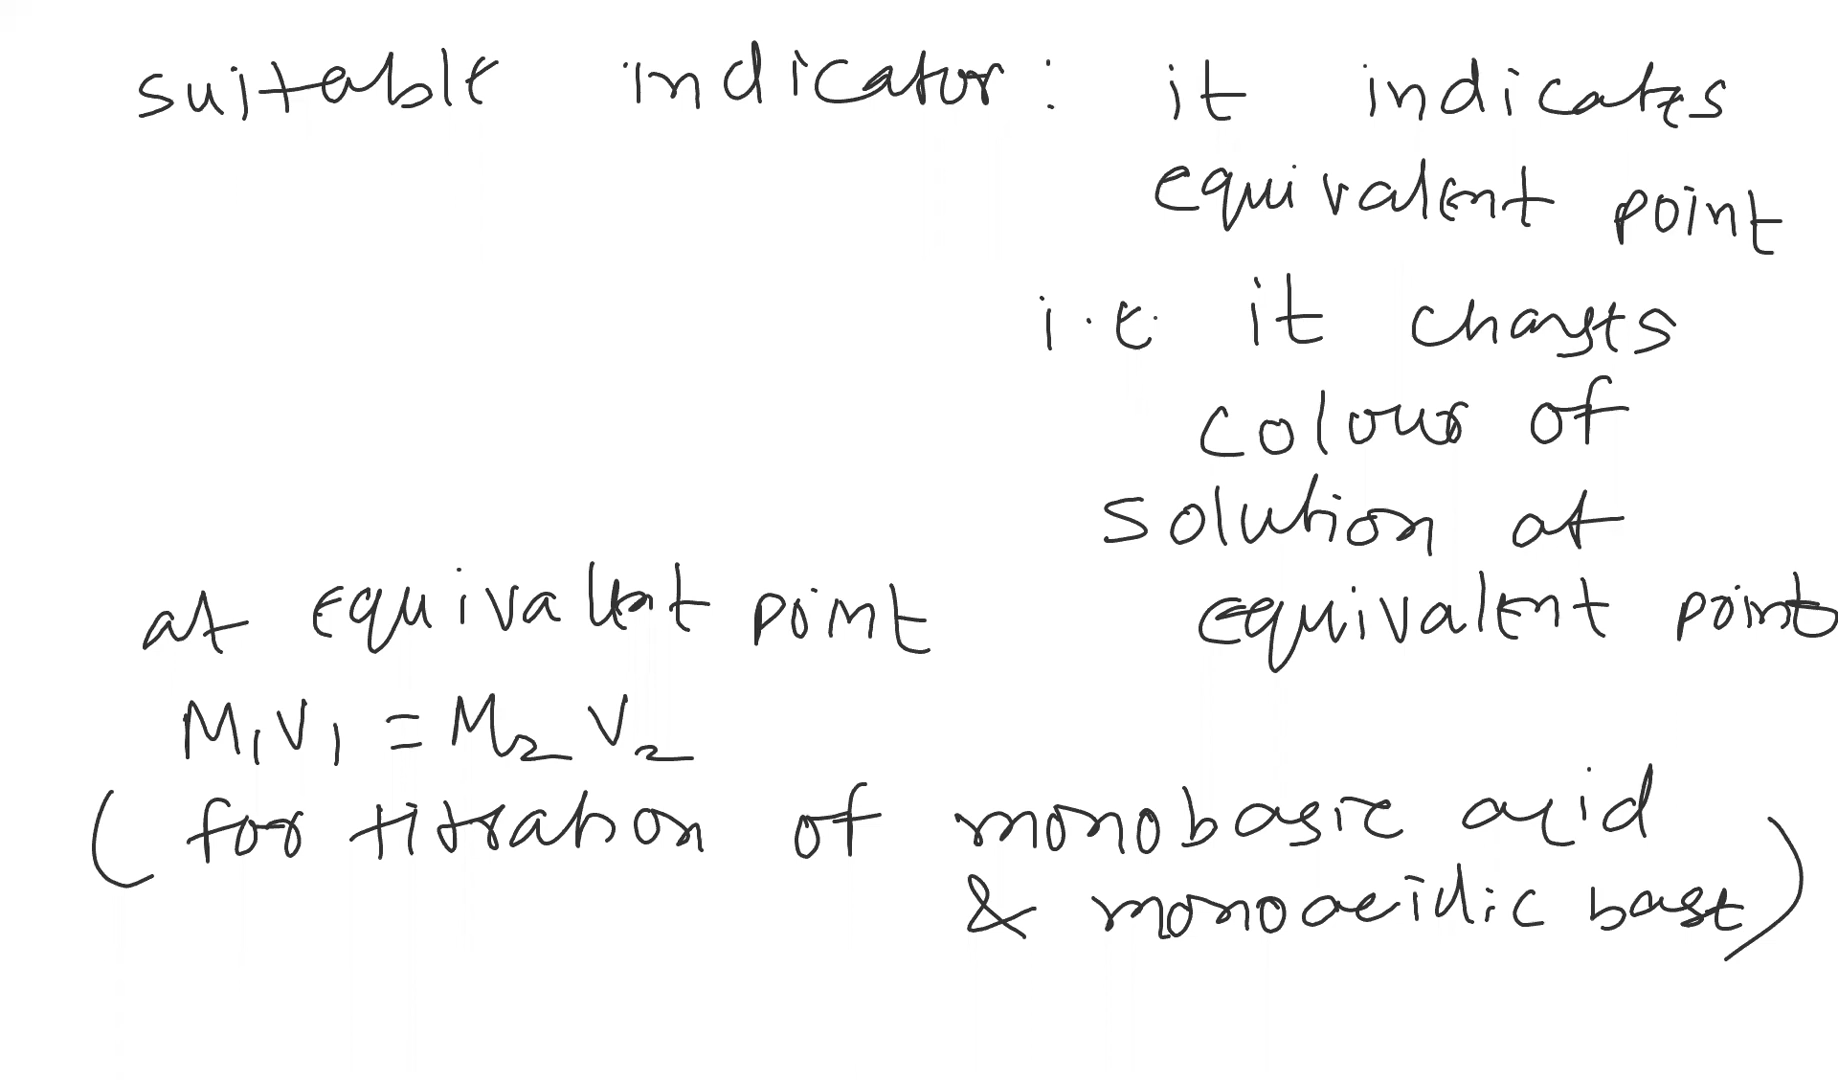 suitable indicator: it indicates
equivalent point
i.e. it changes
colour of
solution at
equivalent point
at equivalent point
M₁V₁ = M₂V₂
(for titration of monobasic acid
& monoacidic base)